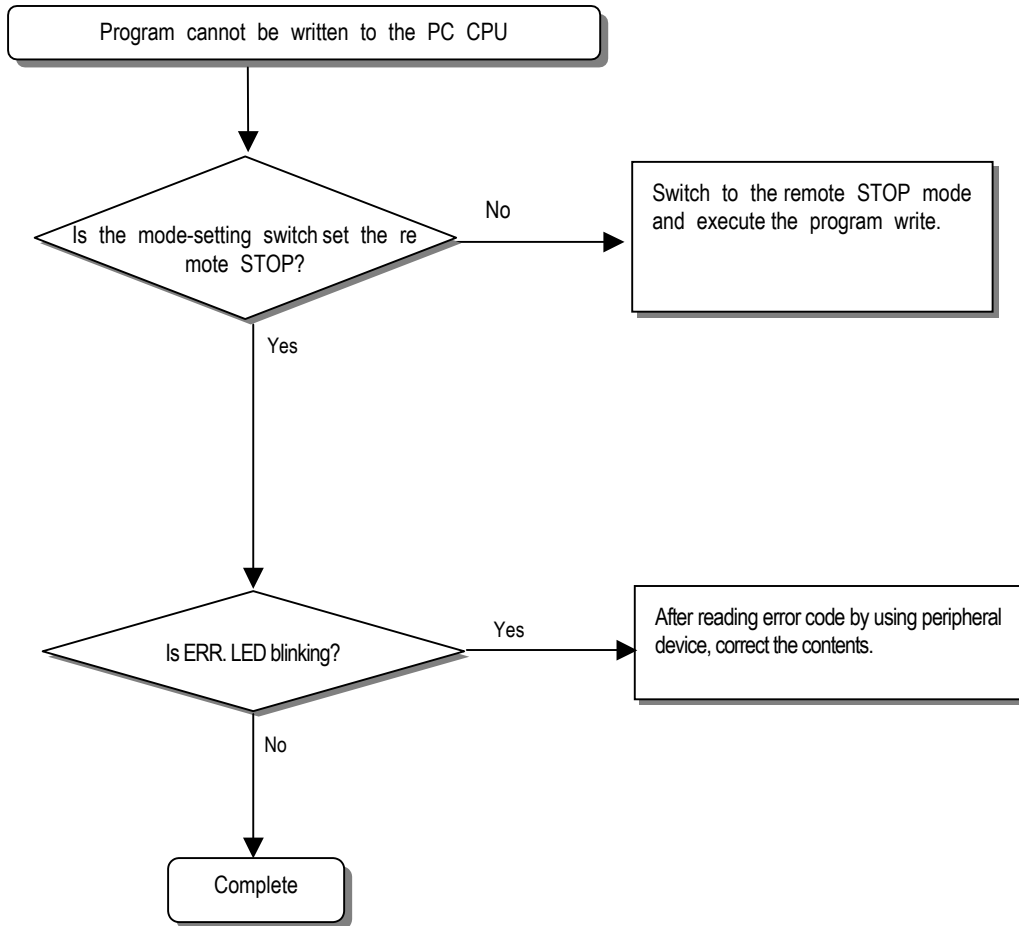 Program cannot be written to the PC CPU
Is the mode-setting switch set the re
mote STOP?
No
Switch to the remote STOP mode
and execute the program write.
Yes
Is ERR. LED blinking?
Yes
After reading error code by using peripheral
device, correct the contents.
No
Complete